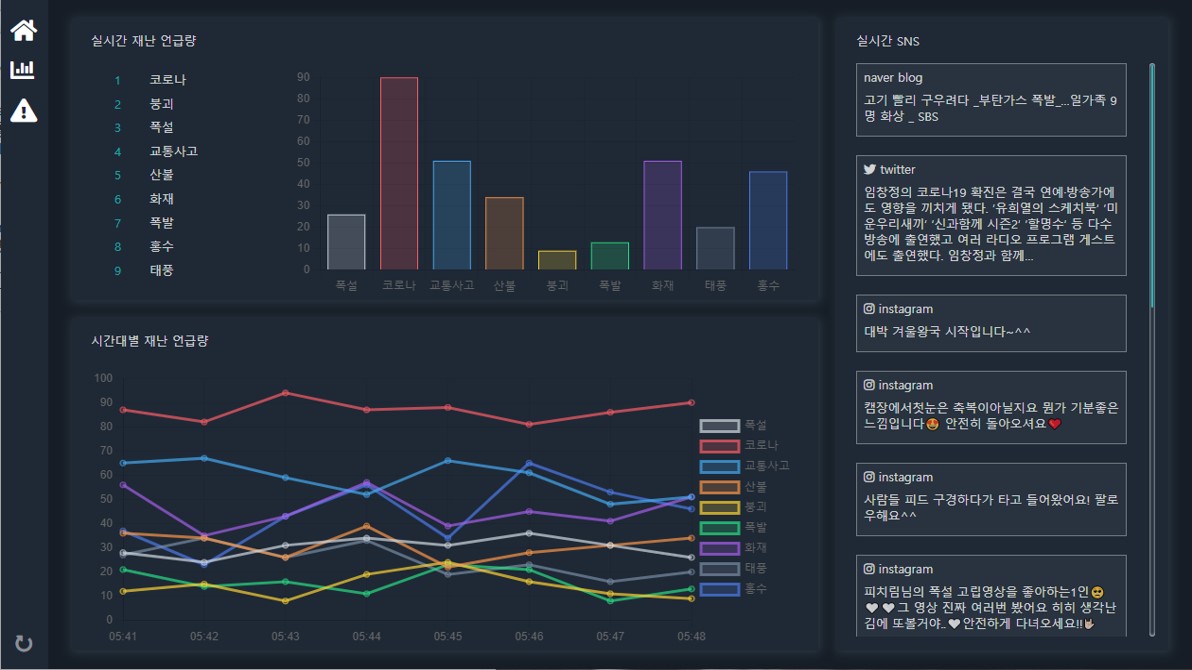 실시간 재난 언급량
1 코로나
2 붕괴
3 폭설
4 교통사고
5 산불
6 화재
7 폭발
8 홍수
9 태풍
90
80
70
60
50
40
30
20
10
0
폭설 코로나 교통사고 산불 붕괴 폭발 화재 태풍 홍수
시간대별 재난 언급량
100
90
80
70
60
50
40
30
20
10
0
05:41 05:42 05:43 05:44 05:45 05:46 05:47 05:48
폭설
코로나
교통사고
산불
붕괴
폭발
화재
태풍
홍수
실시간 SNS
naver blog
고기 빨리 구우려다 _부탄가스 폭발_...일가족 9
명 화상 _ SBS
twitter
임창정의 코로나19 확진은 결국 연예·방송가에
도 영향을 끼치게 됐다. ‘유희열의 스케치북’ ‘미
운우리새끼’ ‘신과함께 시즌2’ ‘할명수’ 등 다수
방송에 출연했고 여러 라디오 프로그램 게스트
에도 출연했다. 임창정과 함께...
instagram
대박 겨울왕국 시작입니다~^^
instagram
캠장에서첫눈은 축복이아닐지요 뭔가 기분좋은
느낌입니다😍 안전히 돌아오셔요❤️
instagram
사람들 피드 구경하다가 타고 들어왔어요! 팔로
우해요^^
instagram
피치림님의 폭설 고립영상을 좋아하는1인🥺
🤍🤍그 영상 진짜 여러번 봤어요 히히 생각난
김에 또볼거야..🤍안전하게 다녀오세요!!🤟🏼